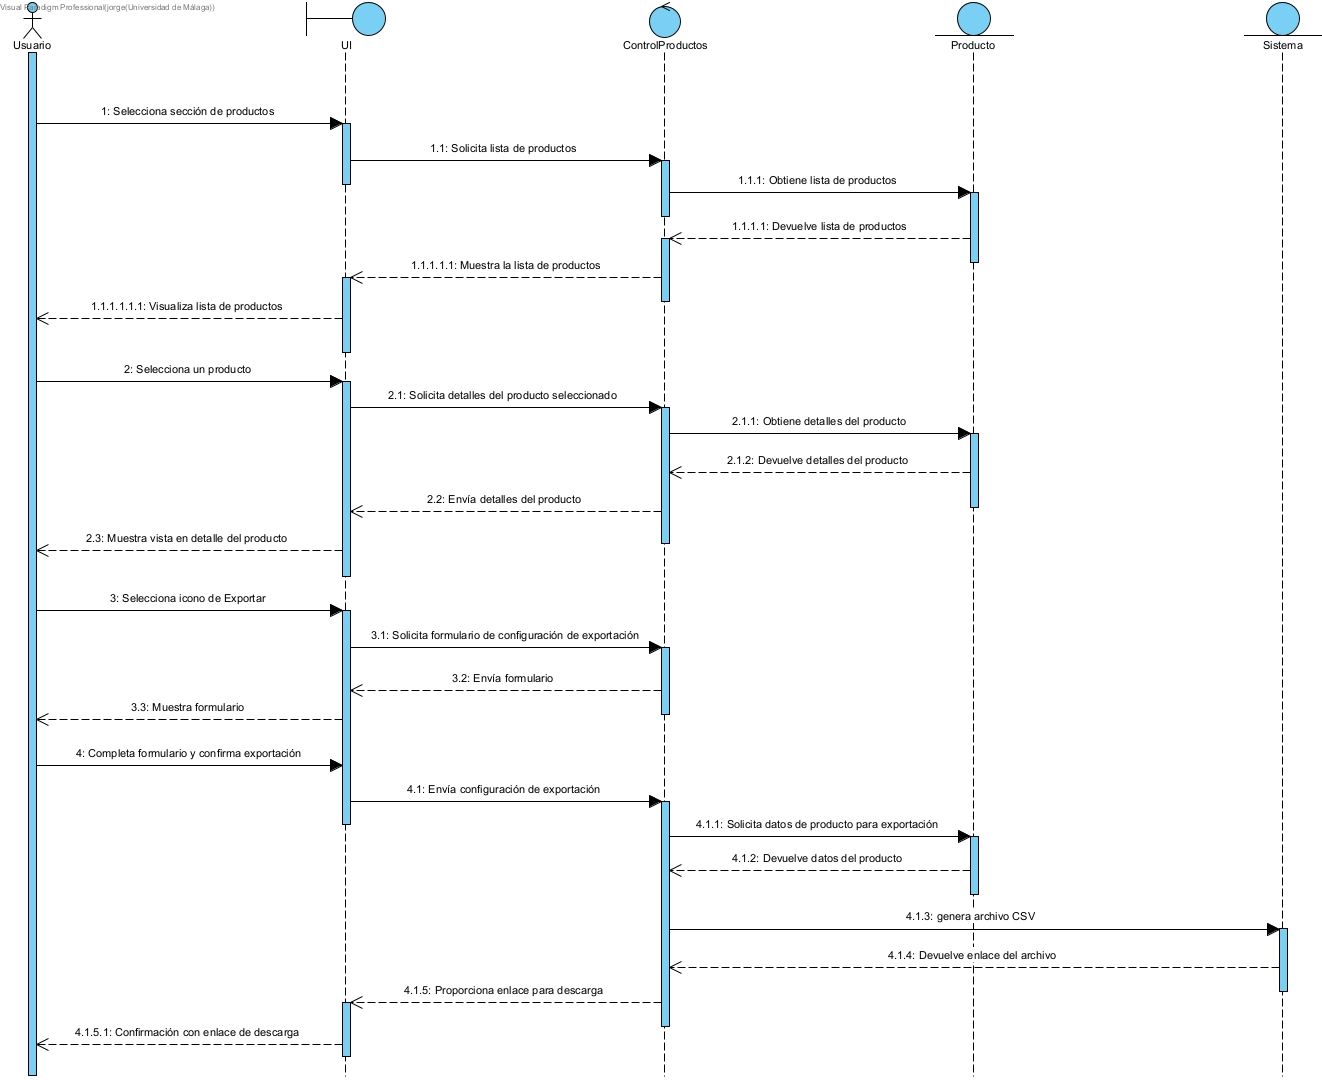 Visual Paradigm Professional(jorge(Universidad de Málaga))
Usuario
UI
ControlProductos
Producto
Sistema
1: Selecciona sección de productos
1.1: Solicita lista de productos
1.1.1: Obtiene lista de productos
1.1.1.1: Devuelve lista de productos
1.1.1.1.1: Muestra la lista de productos
1.1.1.1.1.1: Visualiza lista de productos
2: Selecciona un producto
2.1: Solicita detalles del producto seleccionado
2.1.1: Obtiene detalles del producto
2.1.2: Devuelve detalles del producto
2.2: Envía detalles del producto
2.3: Muestra vista en detalle del producto
3: Selecciona icono de Exportar
3.1: Solicita formulario de configuración de exportación
3.2: Envía formulario
3.3: Muestra formulario
4: Completa formulario y confirma exportación
4.1: Envía configuración de exportación
4.1.1: Solicita datos de producto para exportación
4.1.2: Devuelve datos del producto
4.1.3: genera archivo CSV
4.1.4: Devuelve enlace del archivo
4.1.5: Proporciona enlace para descarga
4.1.5.1: Confirmación con enlace de descarga